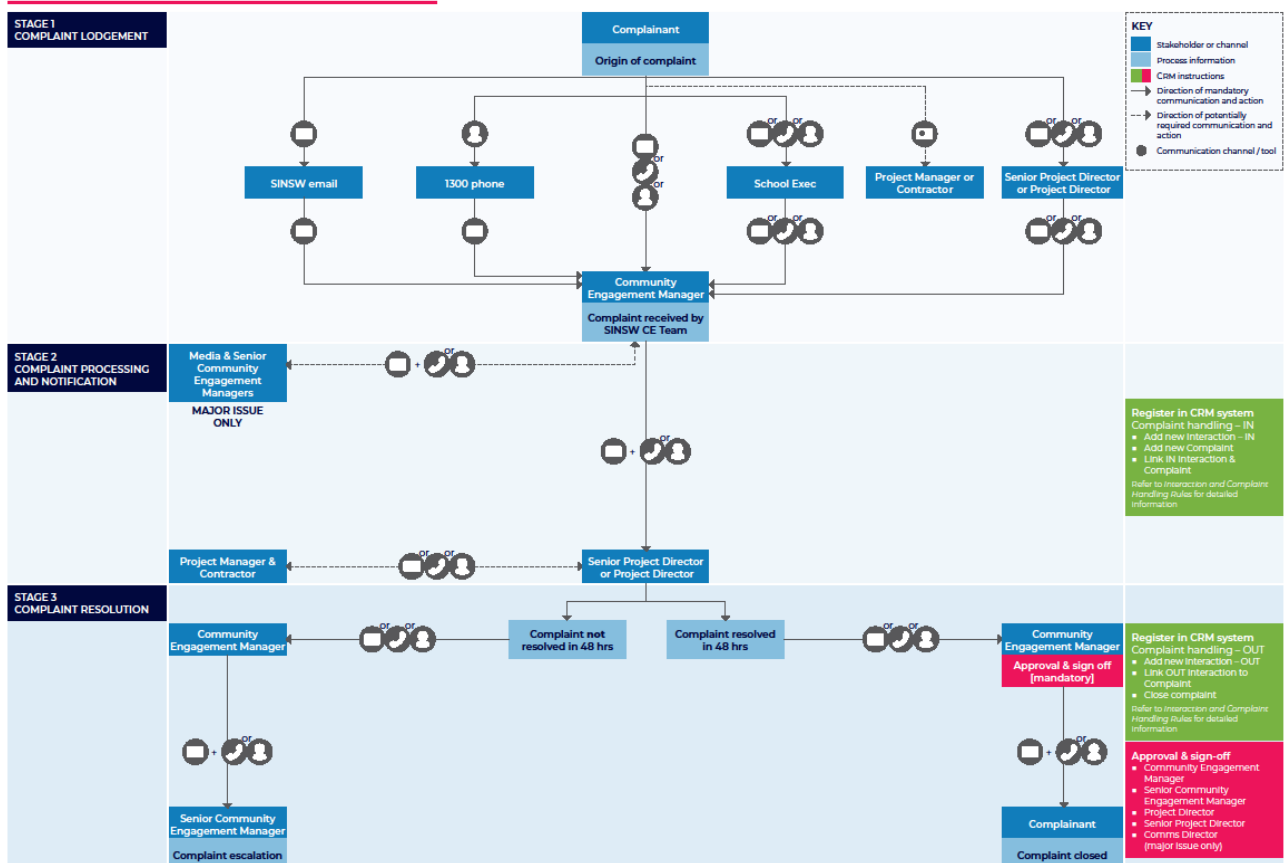 STAGE 1
COMPLAINT LODGEMENT
Complainant
Origin of complaint
KEY
Stakeholder or channel
Process information
CRM instructions
Direction of mandatory
communication and action
Direction of potentially
required communication and
action
Communication channel / tool
or
or
or
or
or
or
SINSW email
1300 phone
School Exec
Project Manager or
Contractor
Senior Project Director
or Project Director
or
or
or
or
Community
Engagement Manager
Complaint received by
SINSW CE Team
STAGE 2
COMPLAINT PROCESSING
AND NOTIFICATION
Media & Senior
Community
Engagement
Managers
MAJOR ISSUE
ONLY
+
or
+
or
Register in CRM system
Complaint handling – IN
▪ Add new Interaction – IN
▪ Add new Complaint
▪ Link IN Interaction &
Complaint
Refer to Interaction and Complaint
Handling Rules for detailed
Information
Project Manager &
Contractor
or
or
Senior Project Director
or Project Director
STAGE 3
COMPLAINT RESOLUTION
Community
Engagement Manager
or
or
Complaint not
resolved in 48 hrs
Complaint resolved
in 48 hrs
or
or
Community
Engagement Manager
Approval & sign off
[mandatory]
Register in CRM system
Complaint handling – OUT
▪ Add new Interaction – OUT
▪ Link OUT Interaction to
Complaint
▪ Close complaint
Refer to Interaction and Complaint
Handling Rules for detailed
Information
+
or
+
or
or
Approval & sign-off
▪ Community Engagement
Manager
▪ Senior Community
Engagement Manager
▪ Project Director
▪ Senior Project Director
▪ Comms Director
(major issue only)
Senior Community
Engagement Manager
Complaint escalation
Complainant
Complaint closed